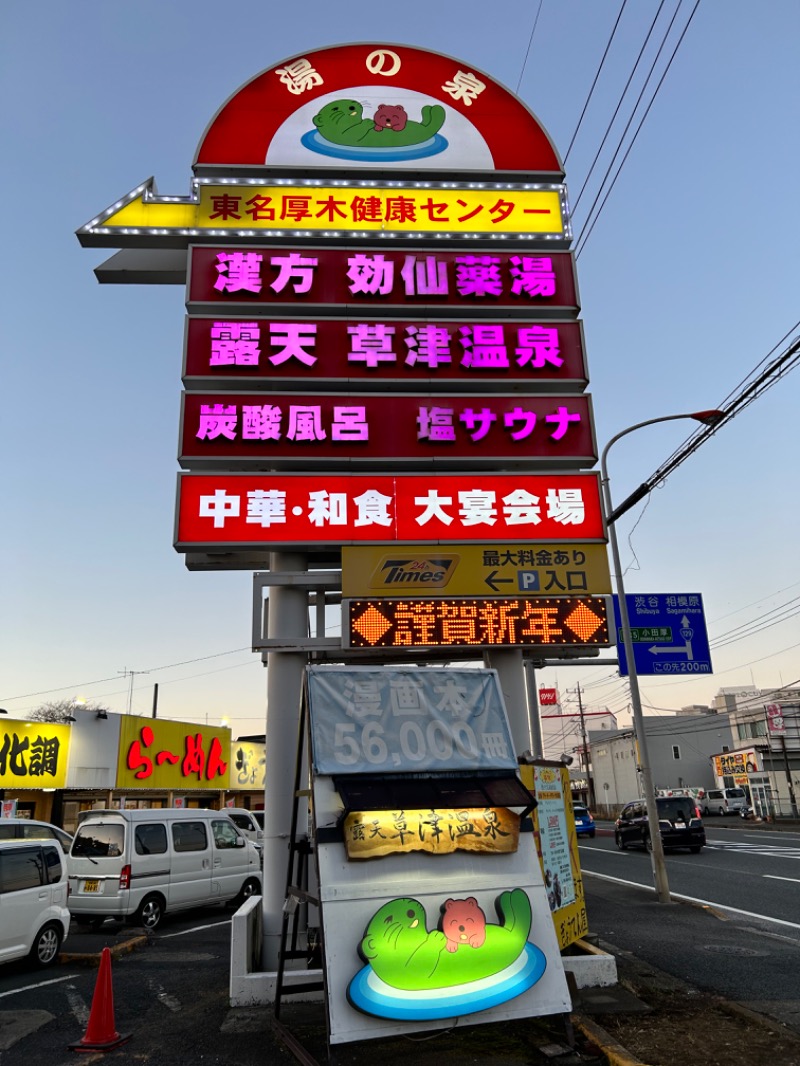 湯の泉
東名厚木健康センター
漢方 効仙薬湯
露天 草津温泉
炭酸風呂 塩サウナ
中華・和食 大宴会場
24h Times
最大料金あり
←P入口
謹賀新年
渋谷 相模原
Shibuya Sagamihara
小田厚
129
この先200m
漫画本
56,000冊
露天草津温泉
化調
らーめん